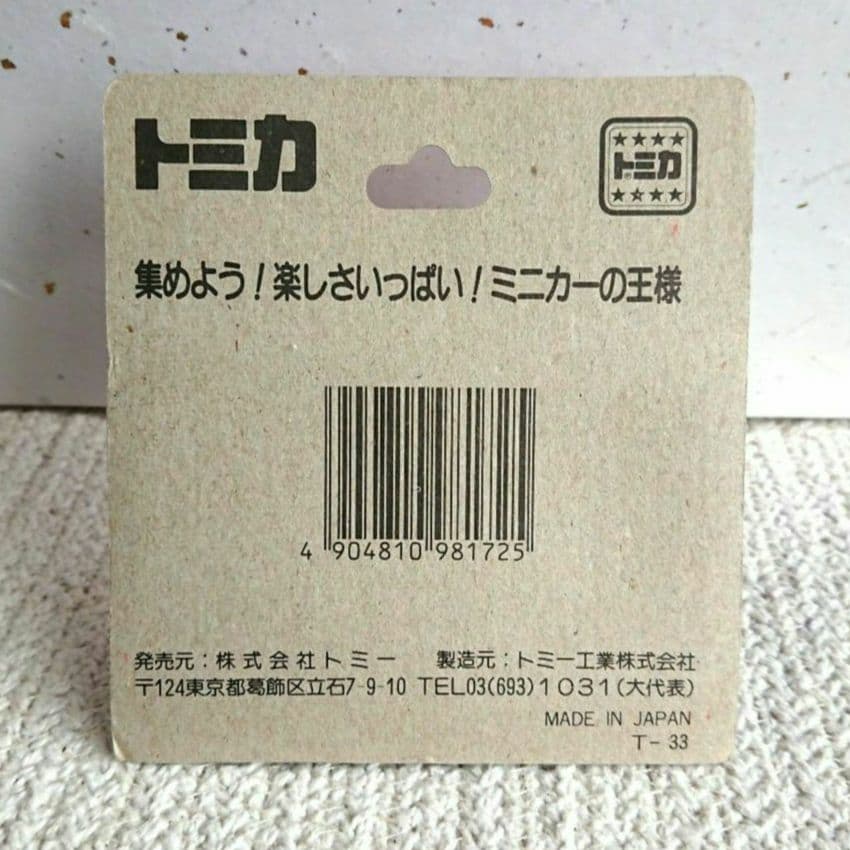 トミカ
★★★★
トミカ
★★★★
集めよう!楽しさいっぱい!ミニカーの王様
4 904810 981725
発売元:株式会社トミー 製造元:トミー工業株式会社
〒124東京都葛飾区立石7-9-10 TEL03(693)1031(大代表)
MADE IN JAPAN
T-33